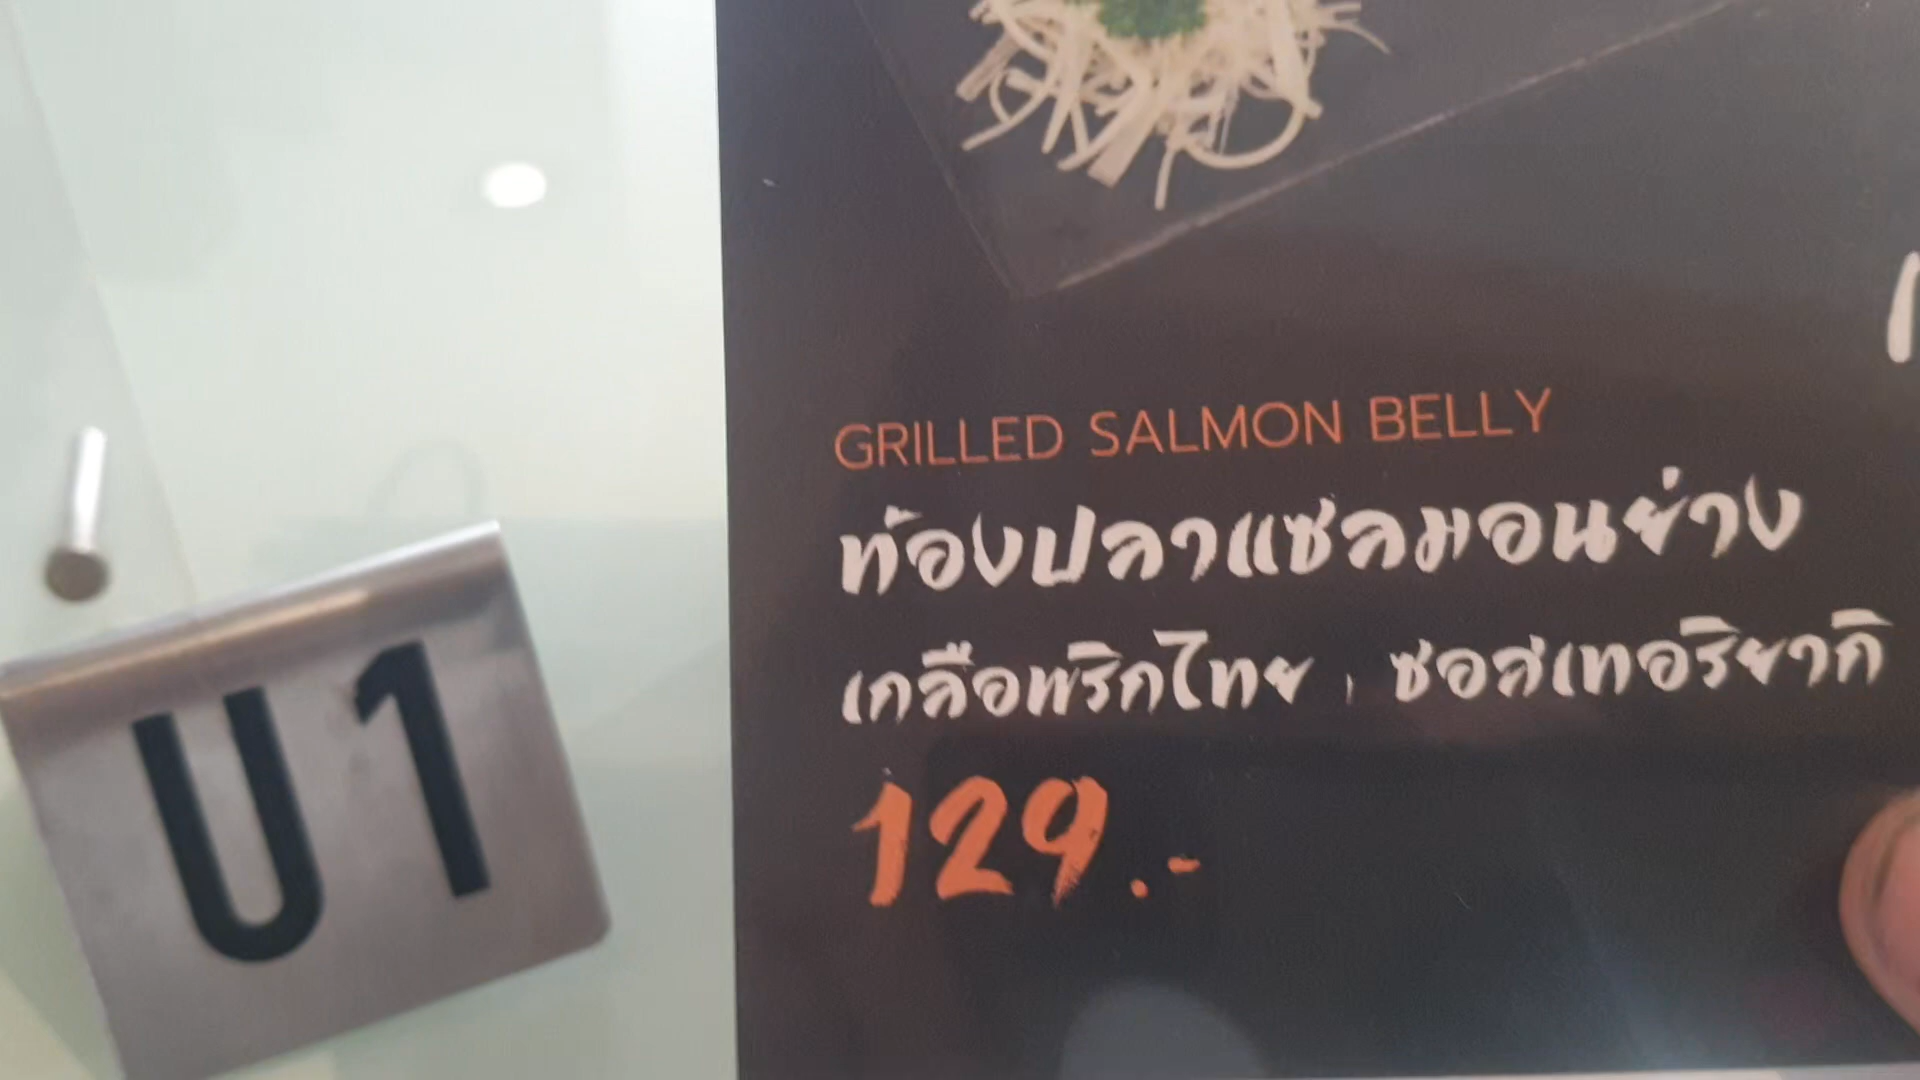 GRILLED SALMON BELLY
ท้องปลาแซลมอนย่าง
เกลือพริกไทย , ซอสเทอริยากิ
129.-
U1